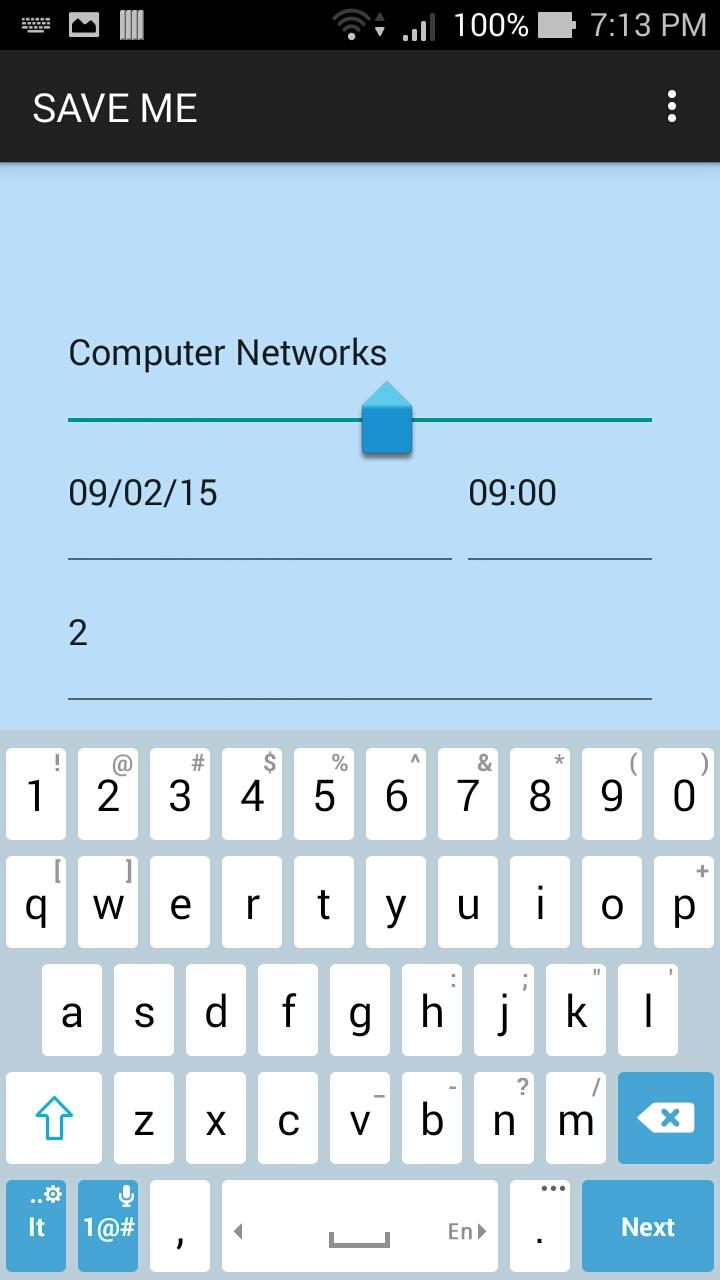 100% 7:13 PM
SAVE ME
Computer Networks
09/02/15 09:00
2
! @ # $ % ^ & * ( )
1 2 3 4 5 6 7 8 9 0
[ ] +
q w e r t y u i o p
: ; " '
a s d f g h j k l
_ - ? /
z x c v b n m
It 1@# , En . ... Next